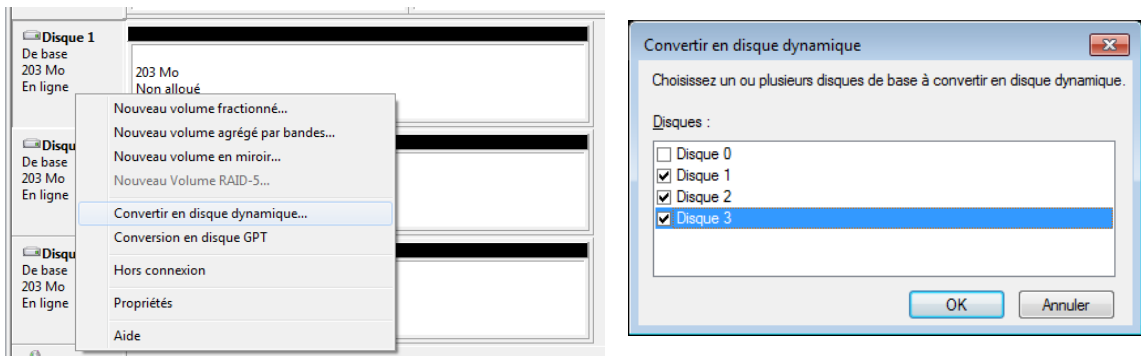 Disque 1
De base
203 Mo
En ligne
203 Mo
Non alloué
Nouveau volume fractionné...
Nouveau volume agrégé par bandes...
Nouveau volume en miroir...
Nouveau Volume RAID-5...
Convertir en disque dynamique...
Conversion en disque GPT
Hors connexion
Propriétés
Aide
Disqu
De base
203 Mo
En ligne
Disqu
De base
203 Mo
En ligne
Convertir en disque dynamique
Choisissez un ou plusieurs disques de base à convertir en disque dynamique.
Disques :
Disque 0
Disque 1
Disque 2
Disque 3
OK
Annuler